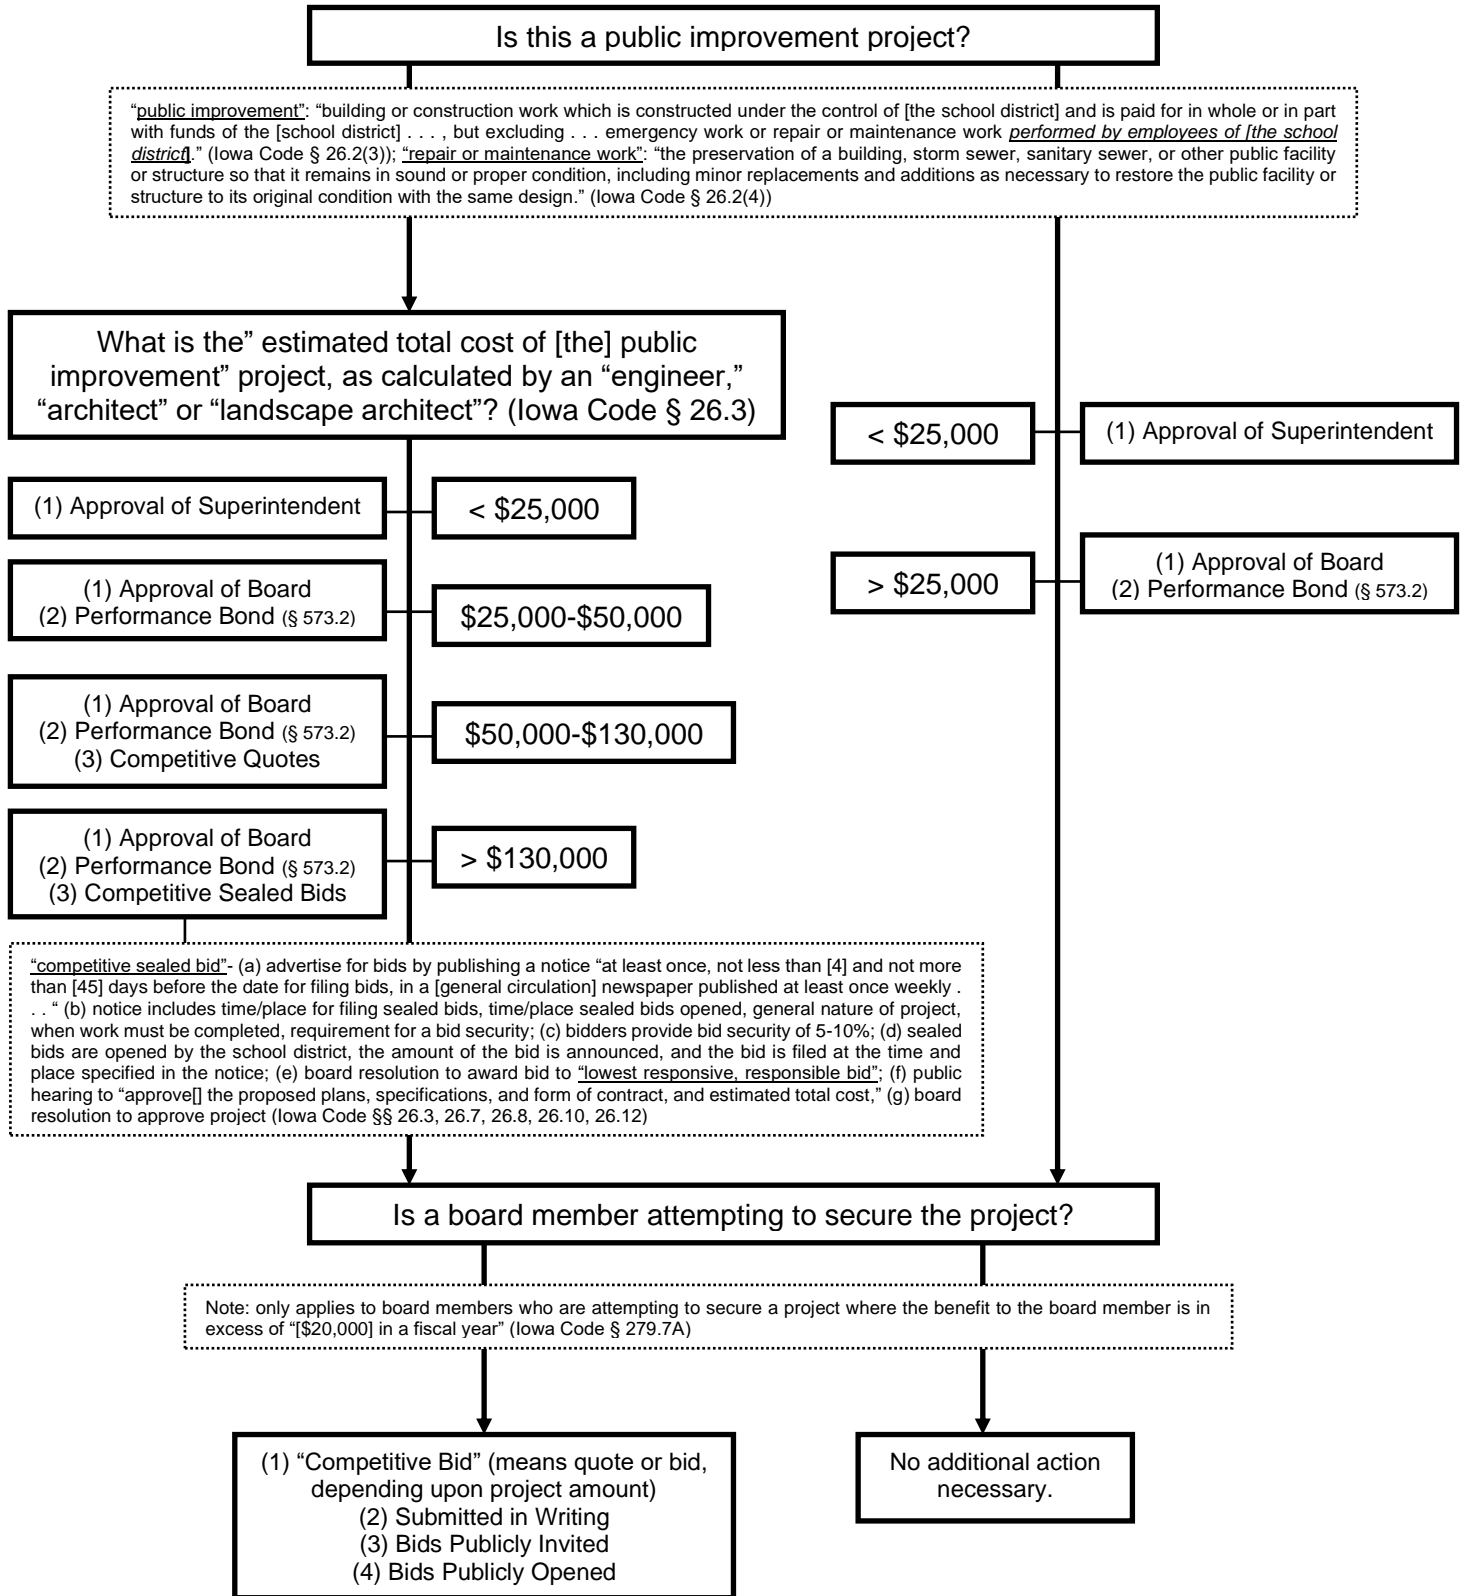 Is this a public improvement project?
“public improvement”: “building or construction work which is constructed under the control of [the school district] and is paid for in whole or in part
with funds of the [school district] . . . , but excluding . . . emergency work or repair or maintenance work performed by employees of [the school
district].” (Iowa Code § 26.2(3)); “repair or maintenance work”: “the preservation of a building, storm sewer, sanitary sewer, or other public facility
or structure so that it remains in sound or proper condition, including minor replacements and additions as necessary to restore the public facility or
structure to its original condition with the same design.” (Iowa Code § 26.2(4))
What is the” estimated total cost of [the] public
improvement” project, as calculated by an “engineer,”
“architect” or “landscape architect”? (Iowa Code § 26.3)
(1) Approval of Superintendent
< $25,000
(1) Approval of Board
(2) Performance Bond (§ 573.2)
$25,000-$50,000
(1) Approval of Board
(2) Performance Bond (§ 573.2)
(3) Competitive Quotes
$50,000-$130,000
(1) Approval of Board
(2) Performance Bond (§ 573.2)
(3) Competitive Sealed Bids
> $130,000
< $25,000
(1) Approval of Superintendent
> $25,000
(1) Approval of Board
(2) Performance Bond (§ 573.2)
“competitive sealed bid”- (a) advertise for bids by publishing a notice “at least once, not less than [4] and not more
than [45] days before the date for filing bids, in a [general circulation] newspaper published at least once weekly .
. . “ (b) notice includes time/place for filing sealed bids, time/place sealed bids opened, general nature of project,
when work must be completed, requirement for a bid security; (c) bidders provide bid security of 5-10%; (d) sealed
bids are opened by the school district, the amount of the bid is announced, and the bid is filed at the time and
place specified in the notice; (e) board resolution to award bid to “lowest responsive, responsible bid”; (f) public
hearing to “approve[] the proposed plans, specifications, and form of contract, and estimated total cost,” (g) board
resolution to approve project (Iowa Code §§ 26.3, 26.7, 26.8, 26.10, 26.12)
Is a board member attempting to secure the project?
Note: only applies to board members who are attempting to secure a project where the benefit to the board member is in
excess of “[$20,000] in a fiscal year” (Iowa Code § 279.7A)
(1) “Competitive Bid” (means quote or bid,
depending upon project amount)
(2) Submitted in Writing
(3) Bids Publicly Invited
(4) Bids Publicly Opened
No additional action
necessary.